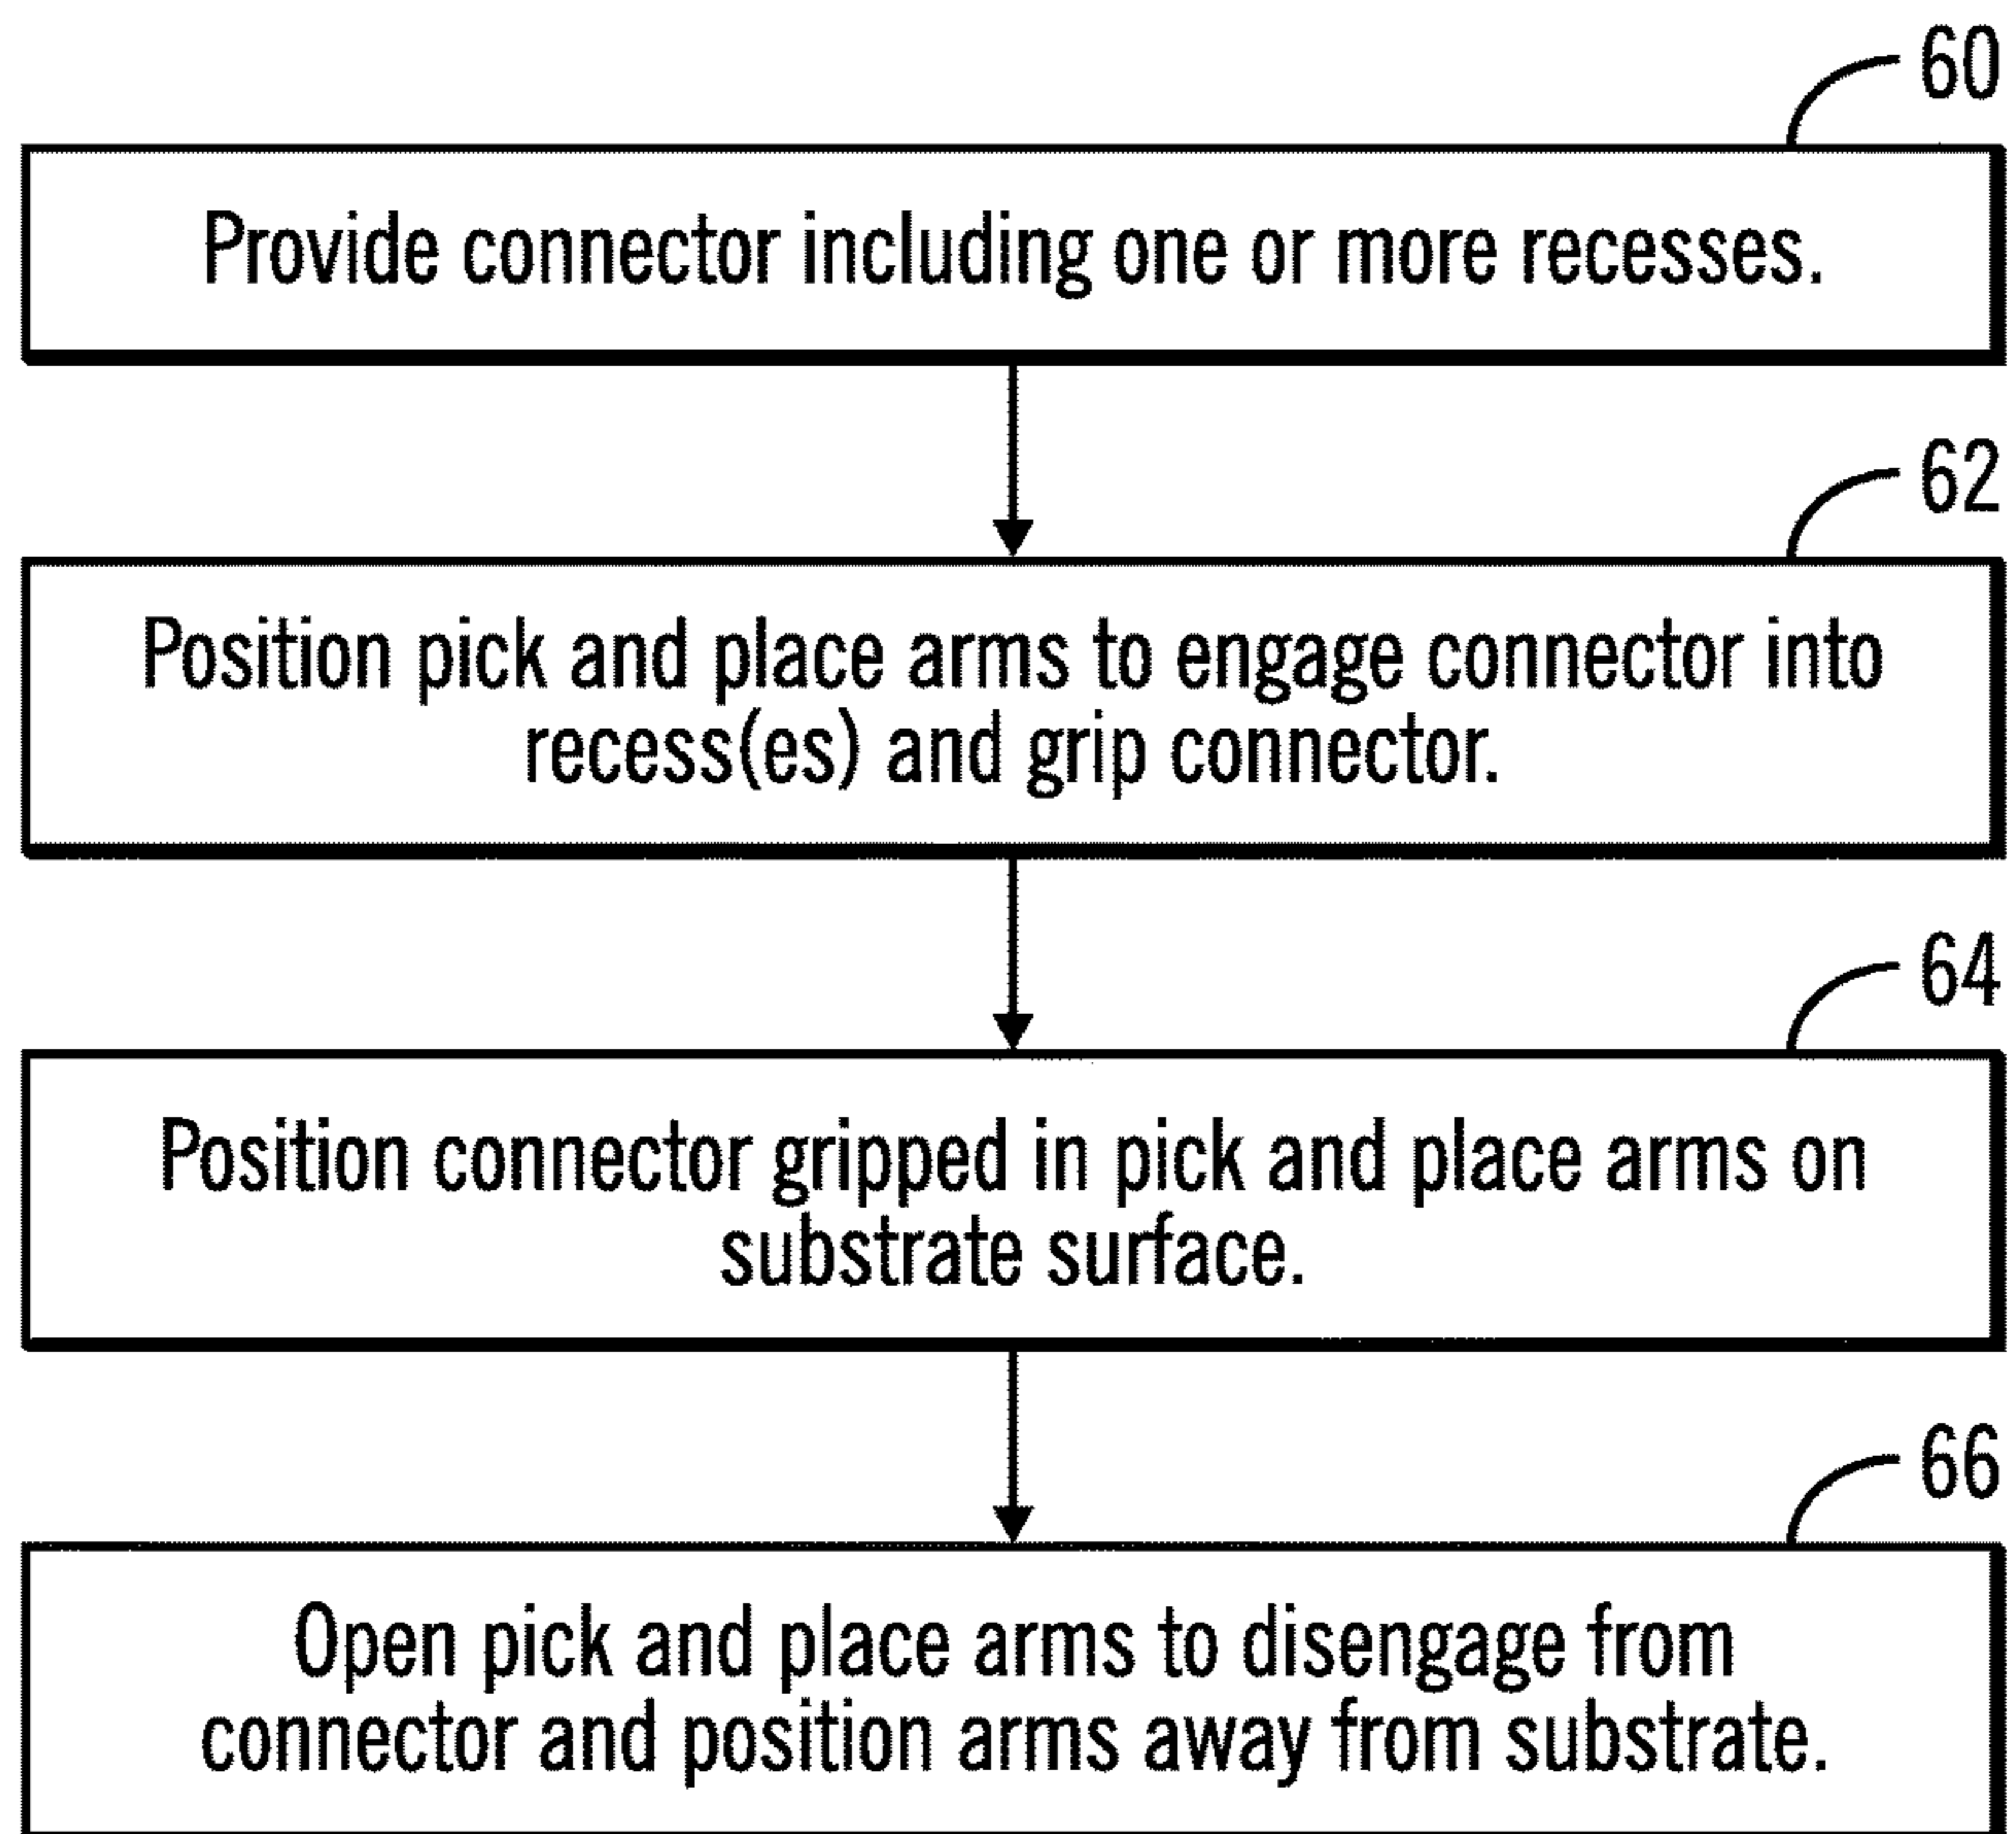 60
Provide connector including one or more recesses.
62
Position pick and place arms to engage connector into
recess(es) and grip connector.
64
Position connector gripped in pick and place arms on
substrate surface.
66
Open pick and place arms to disengage from
connector and position arms away from substrate.